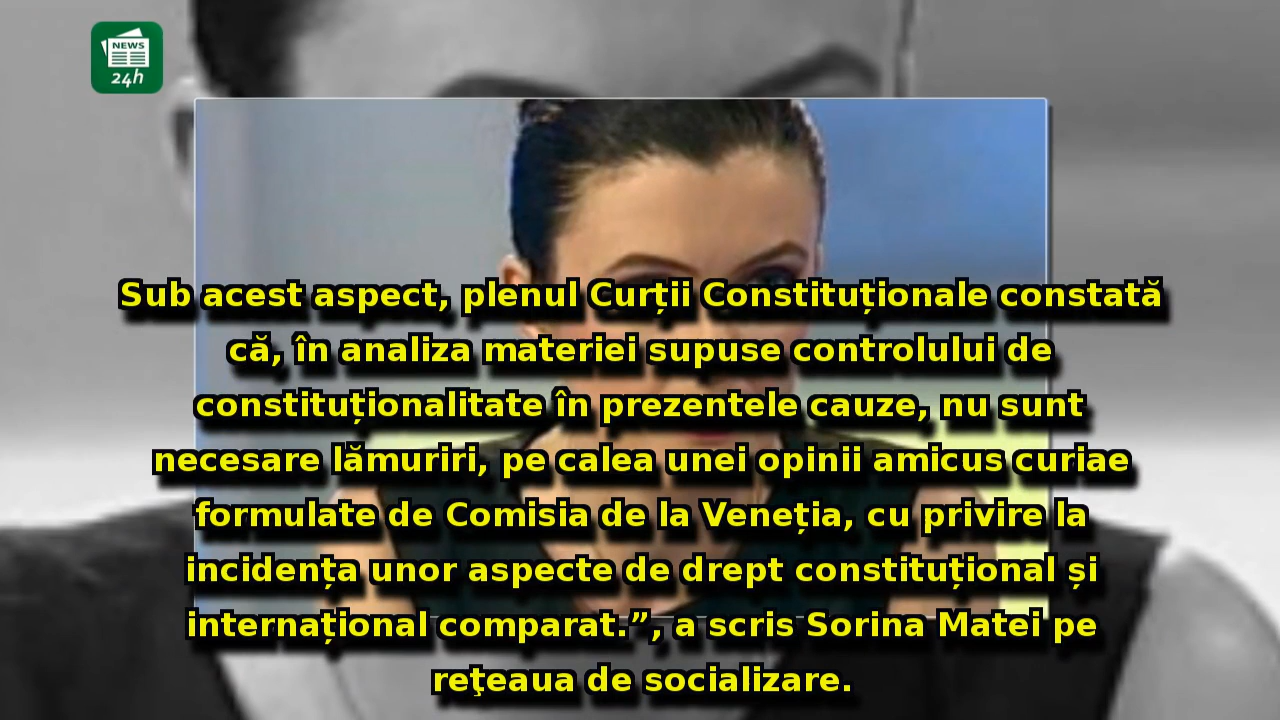 NEWS
24h
Sub acest aspect, plenul Curții Constituționale constată
că, în analiza materiei supuse controlului de
constituționalitate în prezentele cauze, nu sunt
necesare lămuriri, pe calea unei opinii amicus curiae
formulate de Comisia de la Veneția, cu privire la
incidența unor aspecte de drept constituțional și
internațional comparat.”, a scris Sorina Matei pe
reţeaua de socializare.